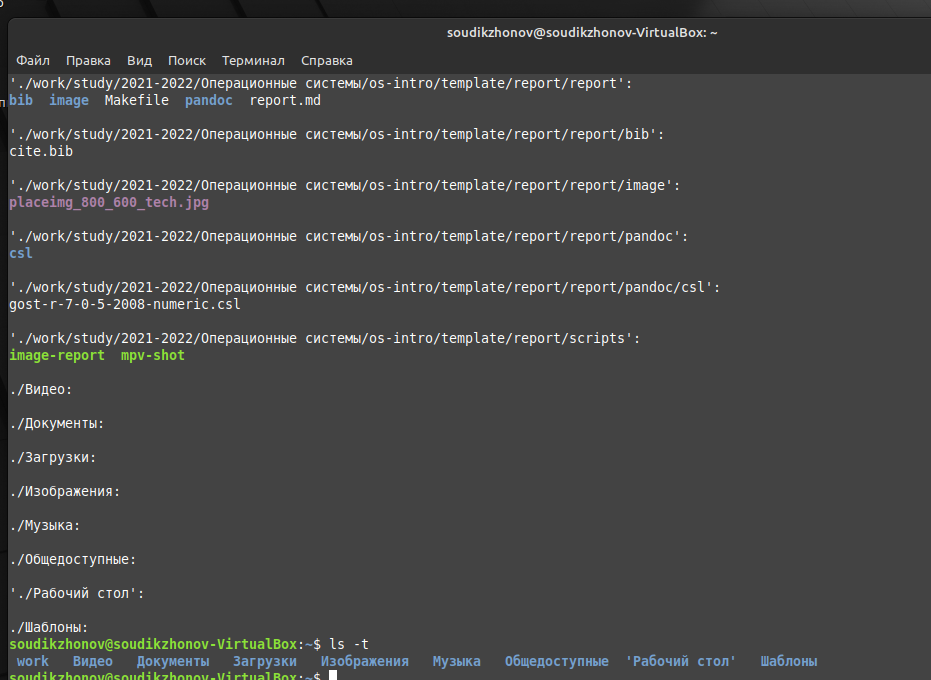 soudikzhonov@soudikzhonov-VirtualBox: ~
Файл Правка Вид Поиск Терминал Справка
'./work/study/2021-2022/Операционные системы/os-intro/template/report/report':
bib image Makefile pandoc report.md
'./work/study/2021-2022/Операционные системы/os-intro/template/report/report/bib':
cite.bib
'./work/study/2021-2022/Операционные системы/os-intro/template/report/report/image':
placeimg_800_600_tech.jpg
'./work/study/2021-2022/Операционные системы/os-intro/template/report/report/pandoc':
csl
'./work/study/2021-2022/Операционные системы/os-intro/template/report/report/pandoc/csl':
gost-r-7-0-5-2008-numeric.csl
'./work/study/2021-2022/Операционные системы/os-intro/template/report/scripts':
image-report mpv-shot
./Видео:
./Документы:
./Загрузки:
./Изображения:
./Музыка:
./Общедоступные:
'./Рабочий стол':
./Шаблоны:
soudikzhonov@soudikzhonov-VirtualBox:~$ ls -t
work Видео Документы Загрузки Изображения Музыка Общедоступные 'Рабочий стол' Шаблоны
soudikzhonov@soudikzhonov-VirtualBox:~$